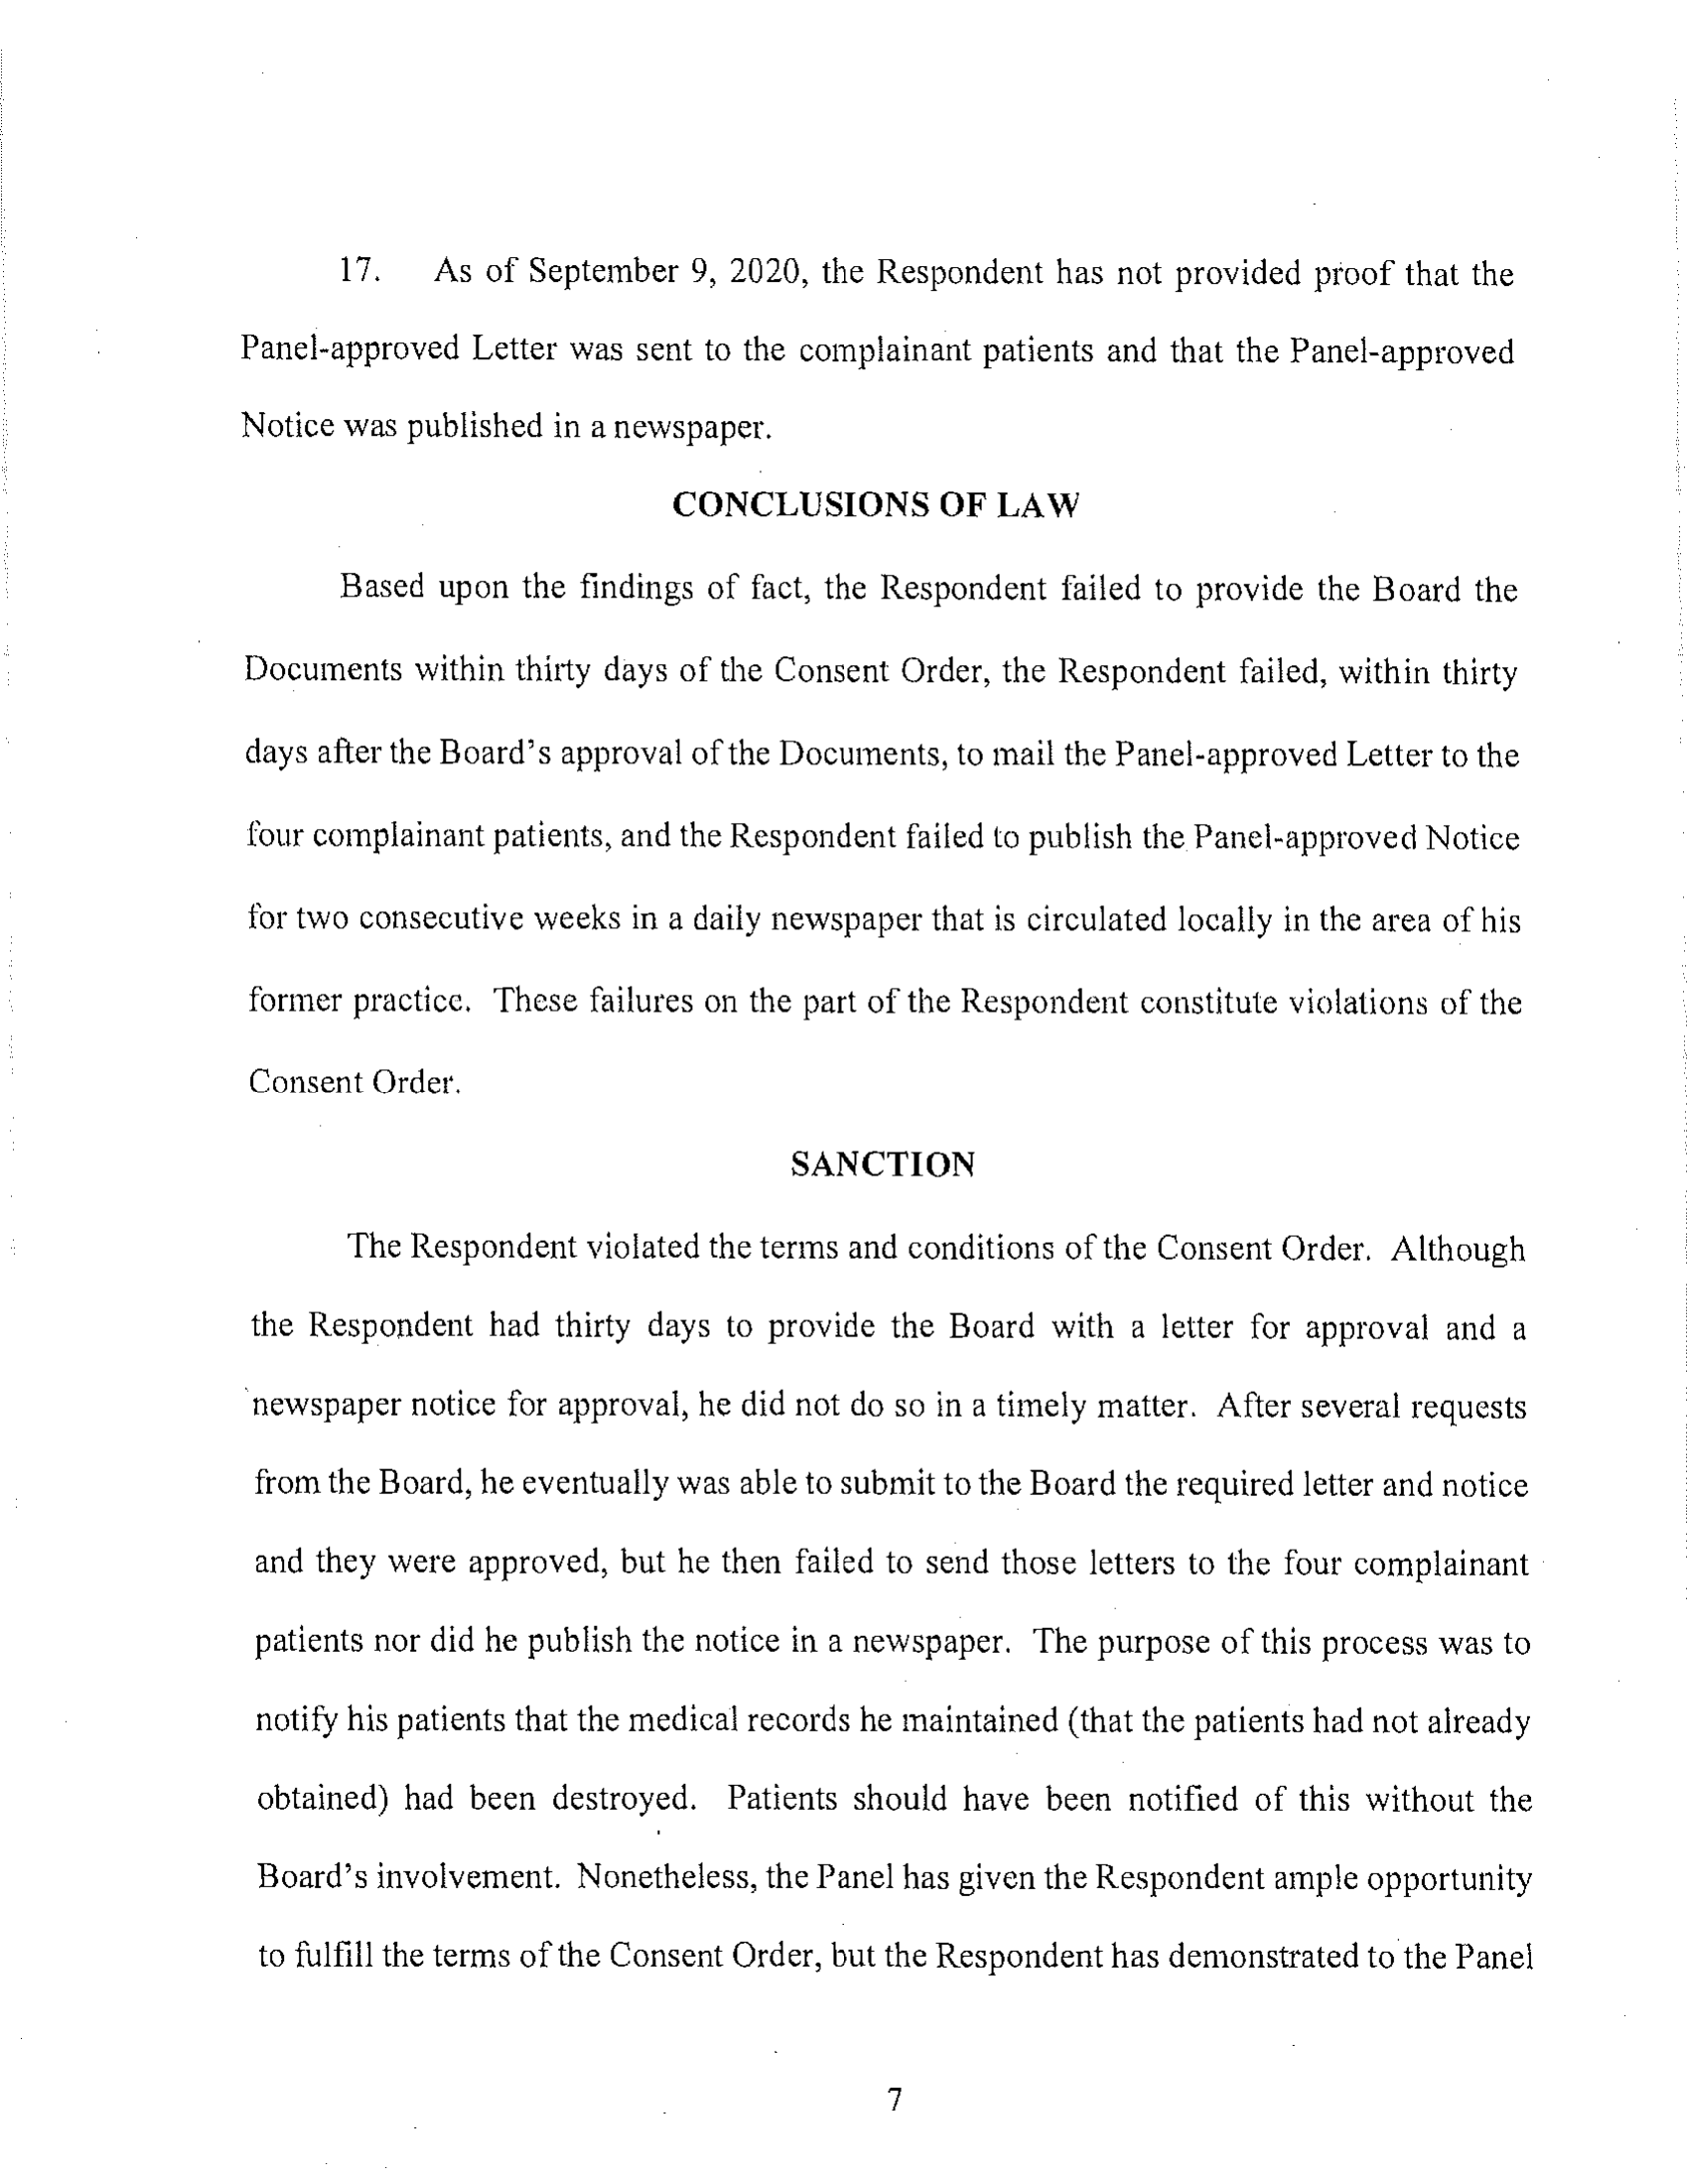 17. As of September 9, 2020, the Respondent has not provided proof that the
Panel-approved Letter was sent to the complainant patients and that the Panel-approved
Notice was published in a newspaper.
CONCLUSIONS OF LAW
Based upon the findings of fact, the Respondent failed to provide the Board the
Documents within thirty days of the Consent Order, the Respondent failed, within thirty
days after the Board's approval of the Documents, to mail the Panel-approved Letter to the
four complainant patients, and the Respondent failed to publish the Panel-approved Notice
for two consecutive weeks in a daily newspaper that is circulated locally in the area of his
former practice. These failures on the part of the Respondent constitute violations of the
Consent Order.
SANCTION
The Respondent violated the terms and conditions of the Consent Order. Although
the Respondent had thirty days to provide the Board with a letter for approval and a
newspaper notice for approval, he did not do so in a timely matter. After several requests
from the Board, he eventually was able to submit to the Board the required letter and notice
and they were approved, but he then failed to send those letters to the four complainant
patients nor did he publish the notice in a newspaper. The purpose of this process was to
notify his patients that the medical records he maintained (that the patients had not already
obtained) had been destroyed. Patients should have been notified of this without the
Board's involvement. Nonetheless, the Panel has given the Respondent ample opportunity
to fulfill the terms of the Consent Order, but the Respondent has demonstrated to the Panel
7